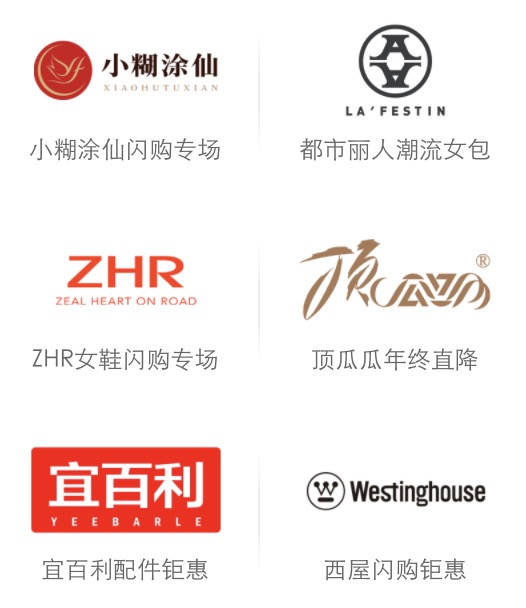 小糊涂仙
XIAOHUTUXIAN
小糊涂仙闪购专场
LA'FESTIN
都市丽人潮流女包
ZHR
ZEAL HEART ON ROAD
ZHR女鞋闪购专场
顶瓜瓜®
顶瓜瓜年终直降
宜百利
YEEBARLE
宜百利配件钜惠
W Westinghouse
西屋闪购钜惠